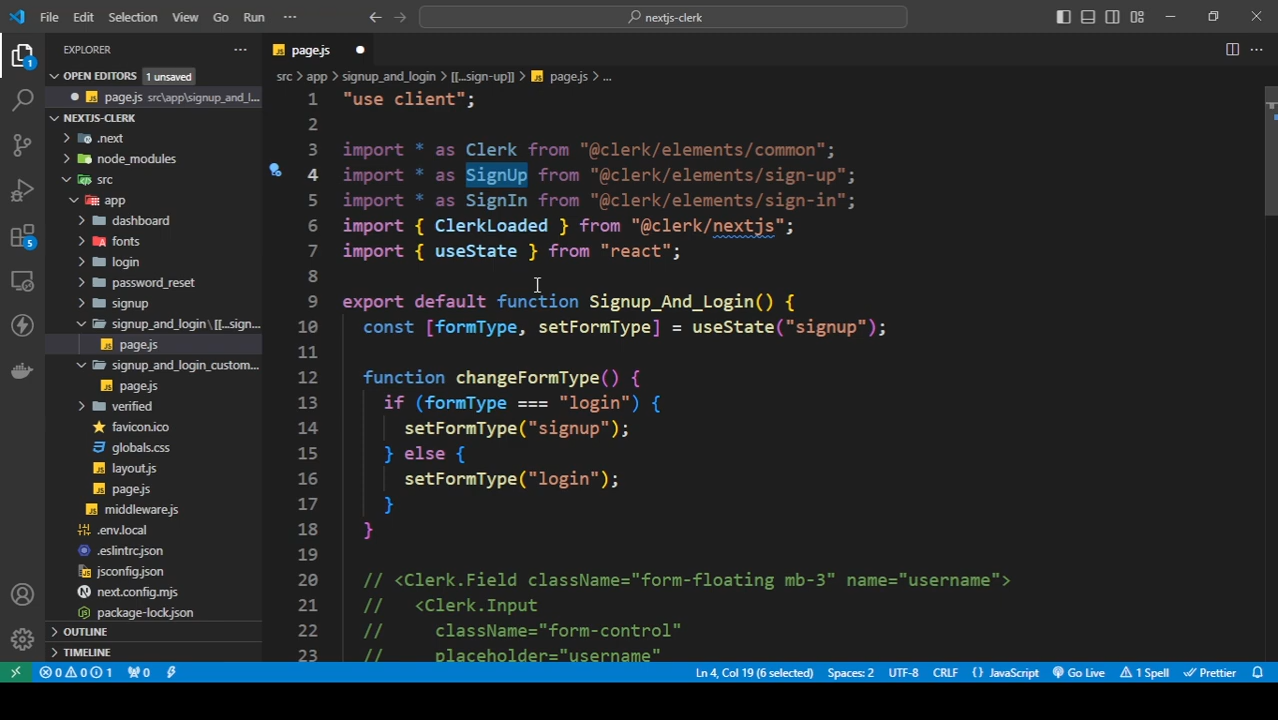 File Edit Selection View Go Run ··· nextjs-clerk
EXPLORER ···
OPEN EDITORS 1 unsaved
page.js src\app\signup_and_l...
NEXTJS-CLERK
.next
node_modules
src
app
dashboard
fonts
login
password_reset
signup
signup_and_login\[[...sign...
page.js
signup_and_login_custom...
page.js
verified
favicon.ico
globals.css
layout.js
page.js
middleware.js
.env.local
.eslintrc.json
jsconfig.json
next.config.mjs
package-lock.json
OUTLINE
TIMELINE
1
5
JS page.js
src > app > signup_and_login > [[...sign-up]] > JS page.js > ...
1 "use client";
2
3 import * as Clerk from "@clerk/elements/common";
4 import * as SignUp from "@clerk/elements/sign-up";
5 import * as SignIn from "@clerk/elements/sign-in";
6 import { ClerkLoaded } from "@clerk/nextjs";
7 import { useState } from "react";
8
9 export default function Signup_And_Login() {
10 const [formType, setFormType] = useState("signup");
11
12 function changeFormType() {
13 if (formType === "login") {
14 setFormType("signup");
15 } else {
16 setFormType("login");
17 }
18 }
19
20 // <Clerk.Field className="form-floating mb-3" name="username">
21 // <Clerk.Input
22 // className="form-control"
23 // placeholder="username"
0 0 1 0 Ln 4, Col 19 (6 selected) Spaces: 2 UTF-8 CRLF {} JavaScript Go Live 1 Spell Prettier